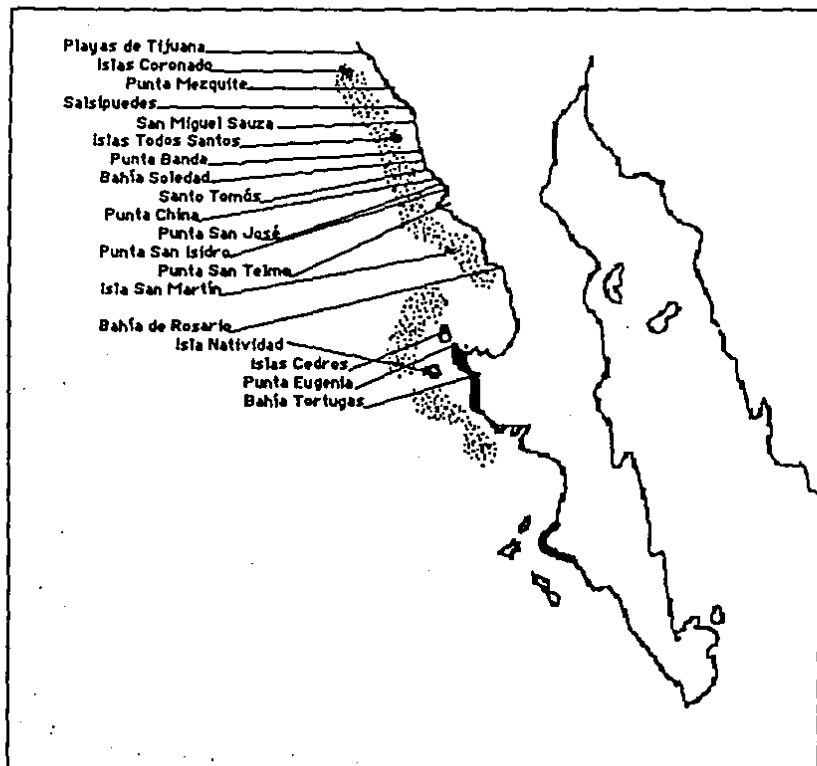 Playas de Tijuana
Islas Coronado
Punta Mezquite
Salsipuedes
San Miguel Sauza
Islas Todos Santos
Punta Banda
Bahía Soledad
Santo Tomás
Punta China
Punta San José
Punta San Isidro
Punta San Telmo
Isla San Martín
Bahía de Rosario
Isla Natividad
Islas Cedros
Punta Eugenia
Bahía Tortugas